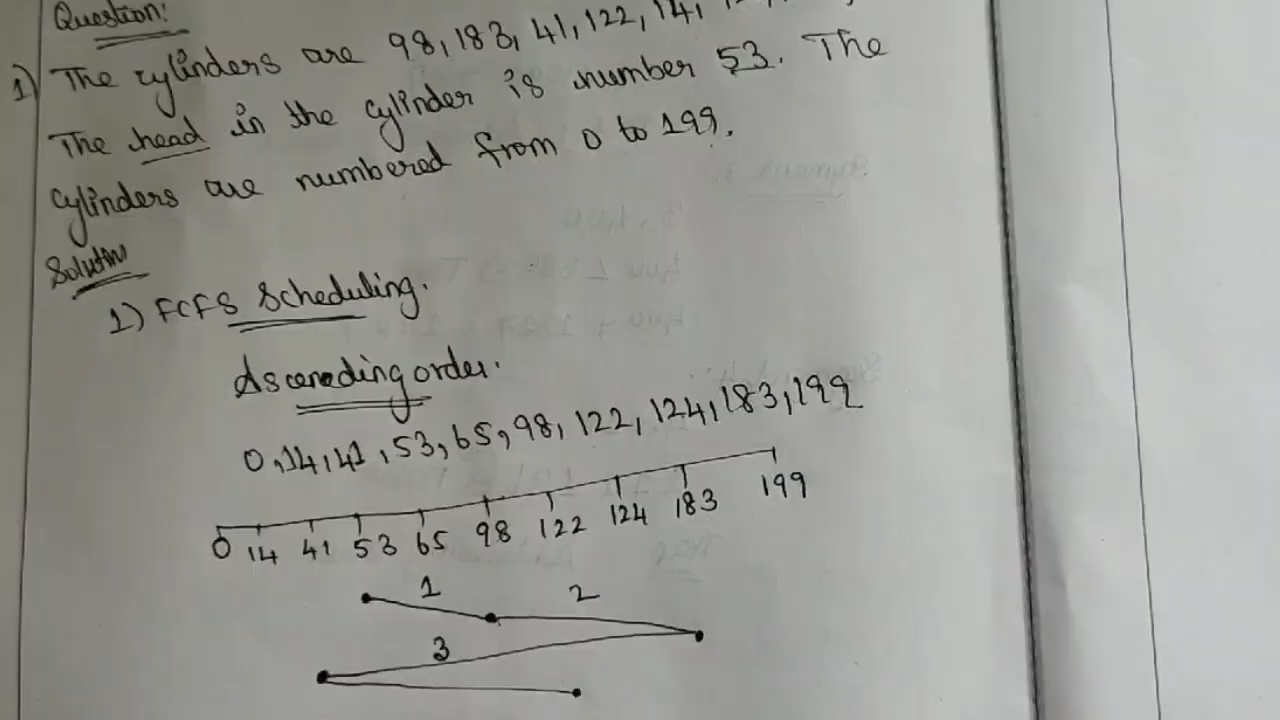 Question:
1) The cylinders are 98, 183, 41, 122, 14,
The head in the cylinder is number 53. The
cylinders are numbered from 0 to 199.
Solutin
1) FCFS Scheduling.
Asceneding order.
0, 14, 41, 53, 65, 98, 122, 124, 183, 199
0 14 41 53 65 98 122 124 183 199
1 2
3